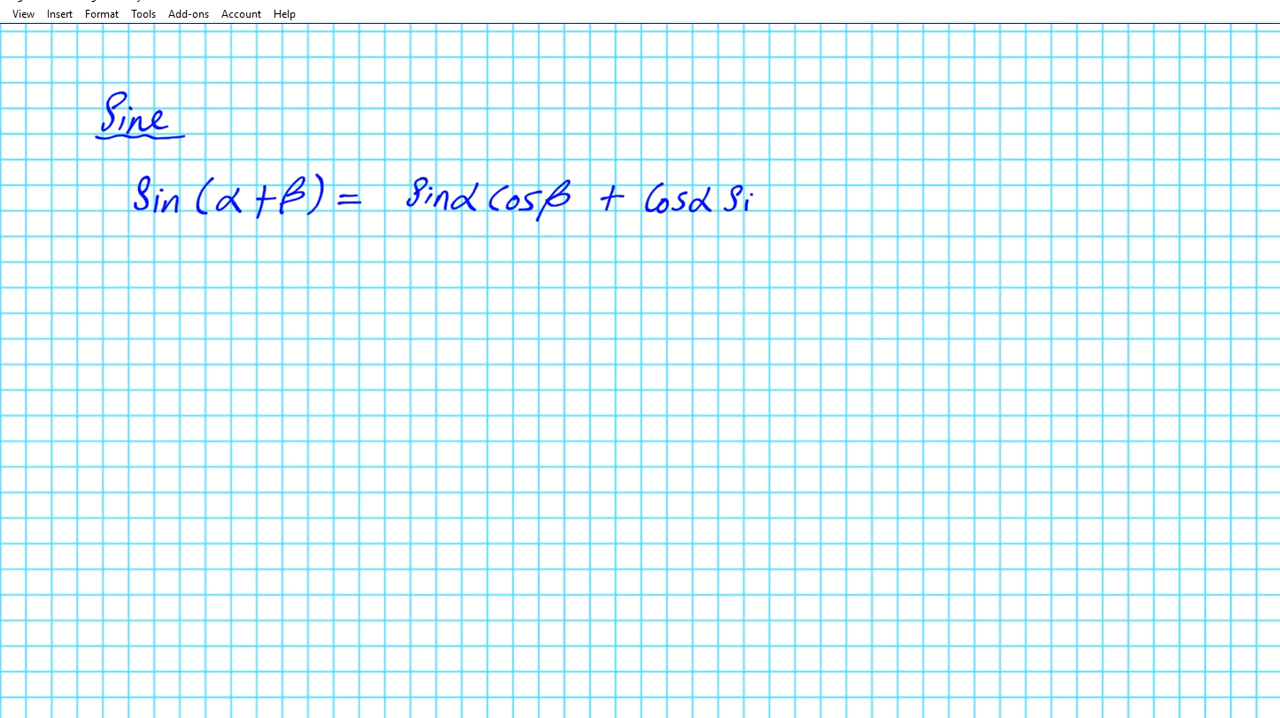 View Insert Format Tools Add-ons Account Help
Sine
Sin (α + β) = Sinα Cosβ + Cosα Si